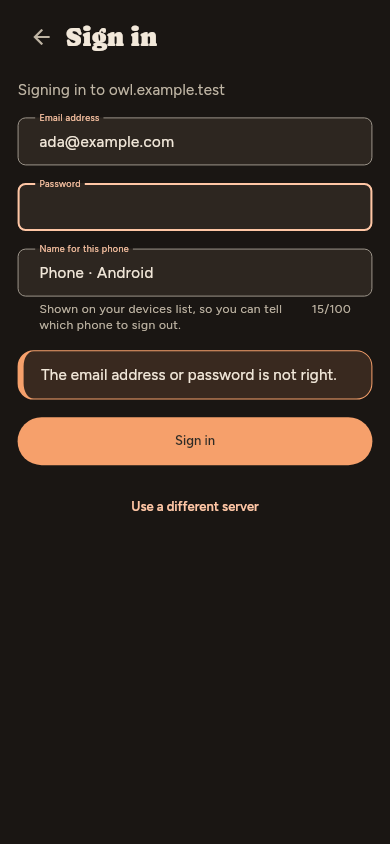 Sign in
Signing in to owl.example.test
Email address
ada@example.com
Password
Name for this phone
Phone · Android
Shown on your devices list, so you can tell
which phone to sign out.
15/100
The email address or password is not right.
Sign in
Use a different server